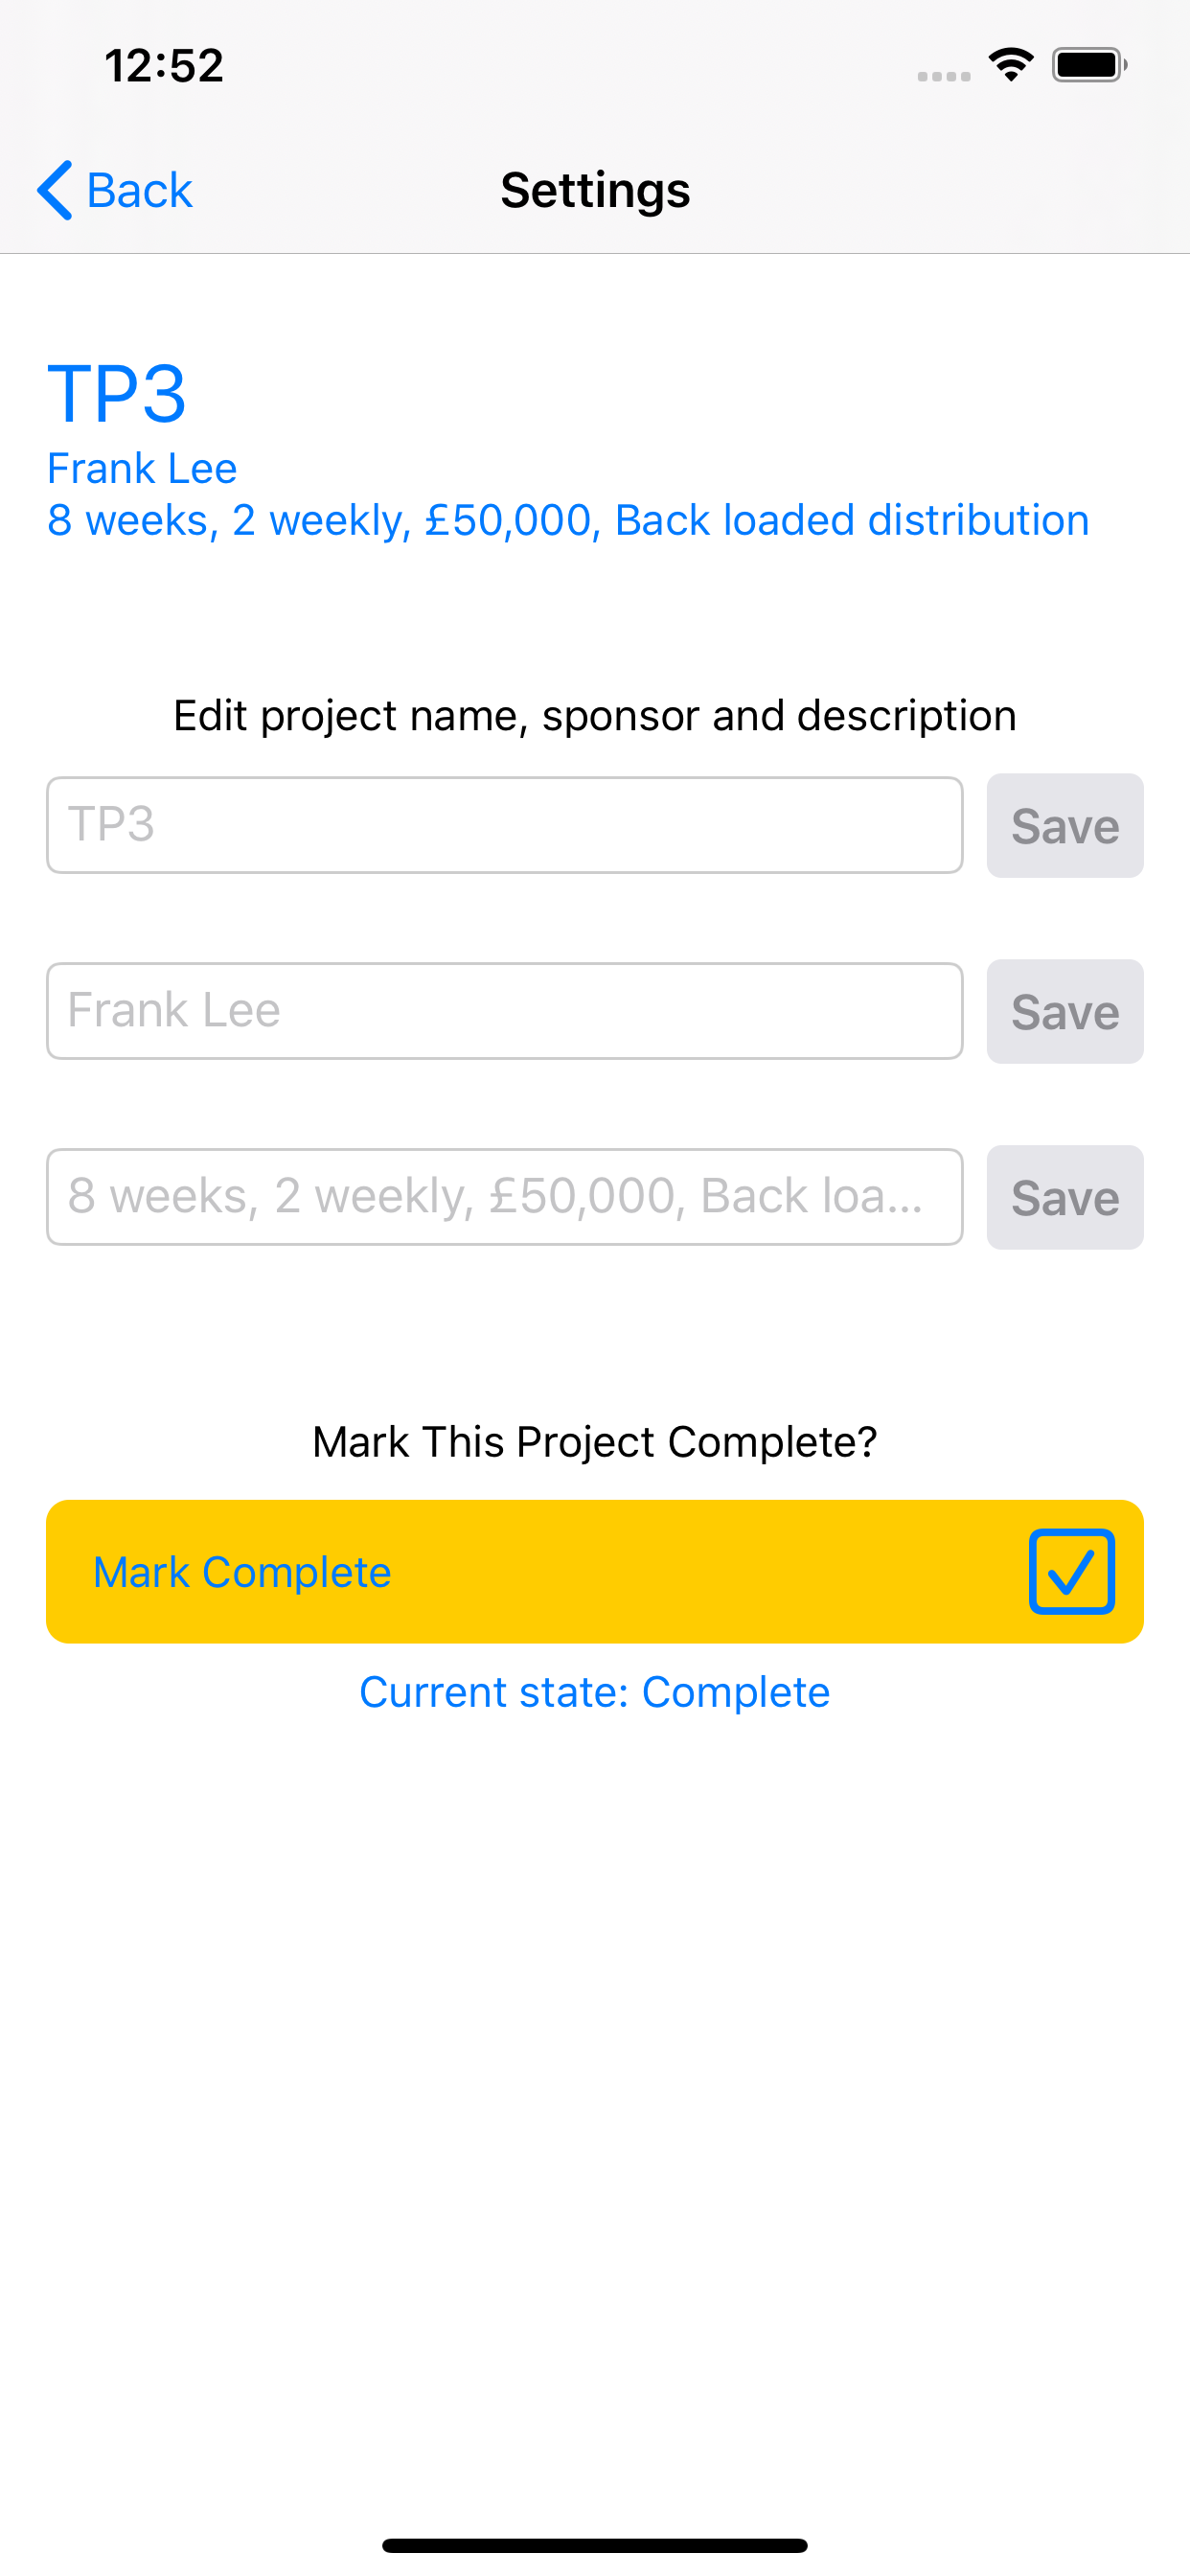 12:52
Back
Settings
TP3
Frank Lee
8 weeks, 2 weekly, £50,000, Back loaded distribution
Edit project name, sponsor and description
TP3
Save
Frank Lee
Save
8 weeks, 2 weekly, £50,000, Back loa...
Save
Mark This Project Complete?
Mark Complete
Current state: Complete